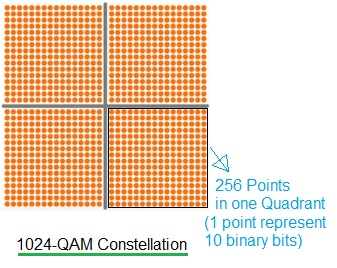 256 Points
in one Quadrant
(1 point represent
10 binary bits)
1024-QAM Constellation